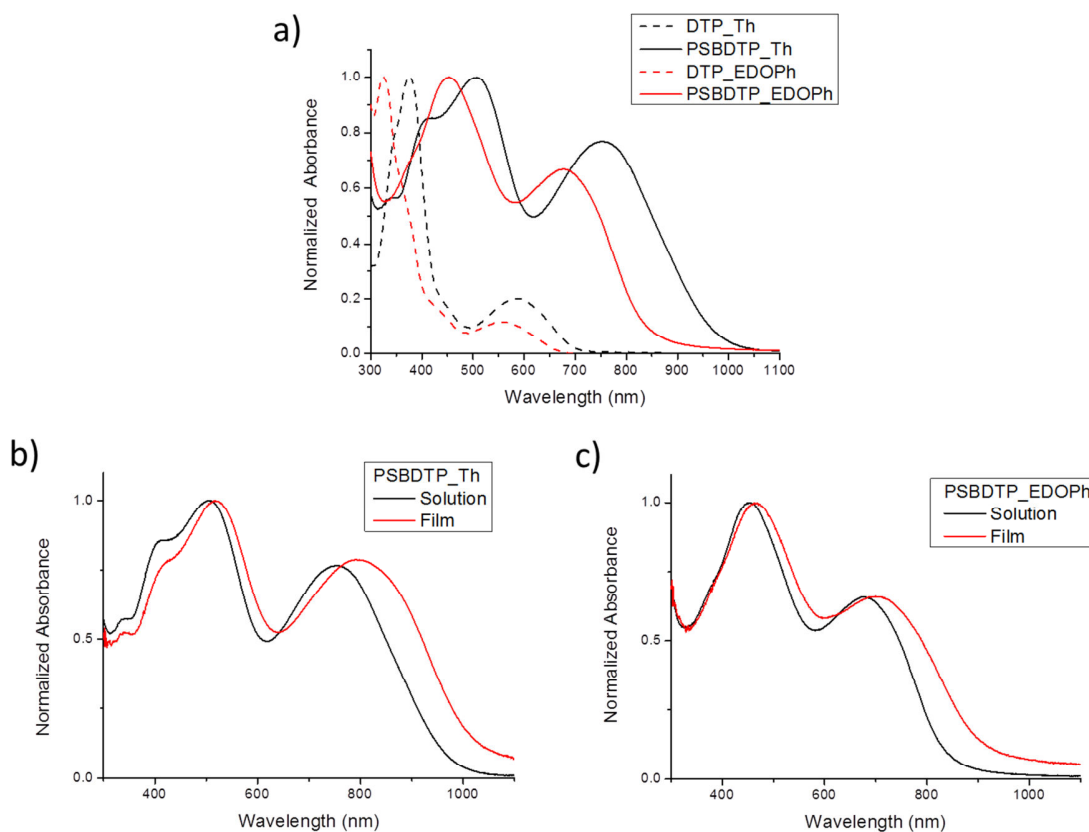 a)
DTP_Th
PSBDTP_Th
DTP_EDOPh
PSBDTP_EDOPh
1.0
0.8
0.6
0.4
0.2
0.0
Normalized Aborbance
300 400 500 600 700 800 900 1000 1100
Wavelength (nm)
b)
PSBDTP_Th
Solution
Film
1.0
0.5
0.0
Normalized Absorbance
400 600 800 1000
Wavelength (nm)
c)
PSBDTP_EDOPh
Solution
Film
1.0
0.5
0.0
Normalized Absorbance
400 600 800 1000
Wavelength (nm)